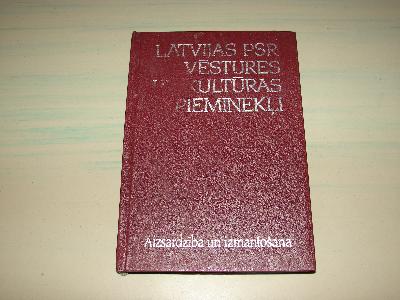 LATVIJAS PSR
VĒSTURES
KULTŪRAS
PIEMINEKĻI
Aizsardzība un izmantošana